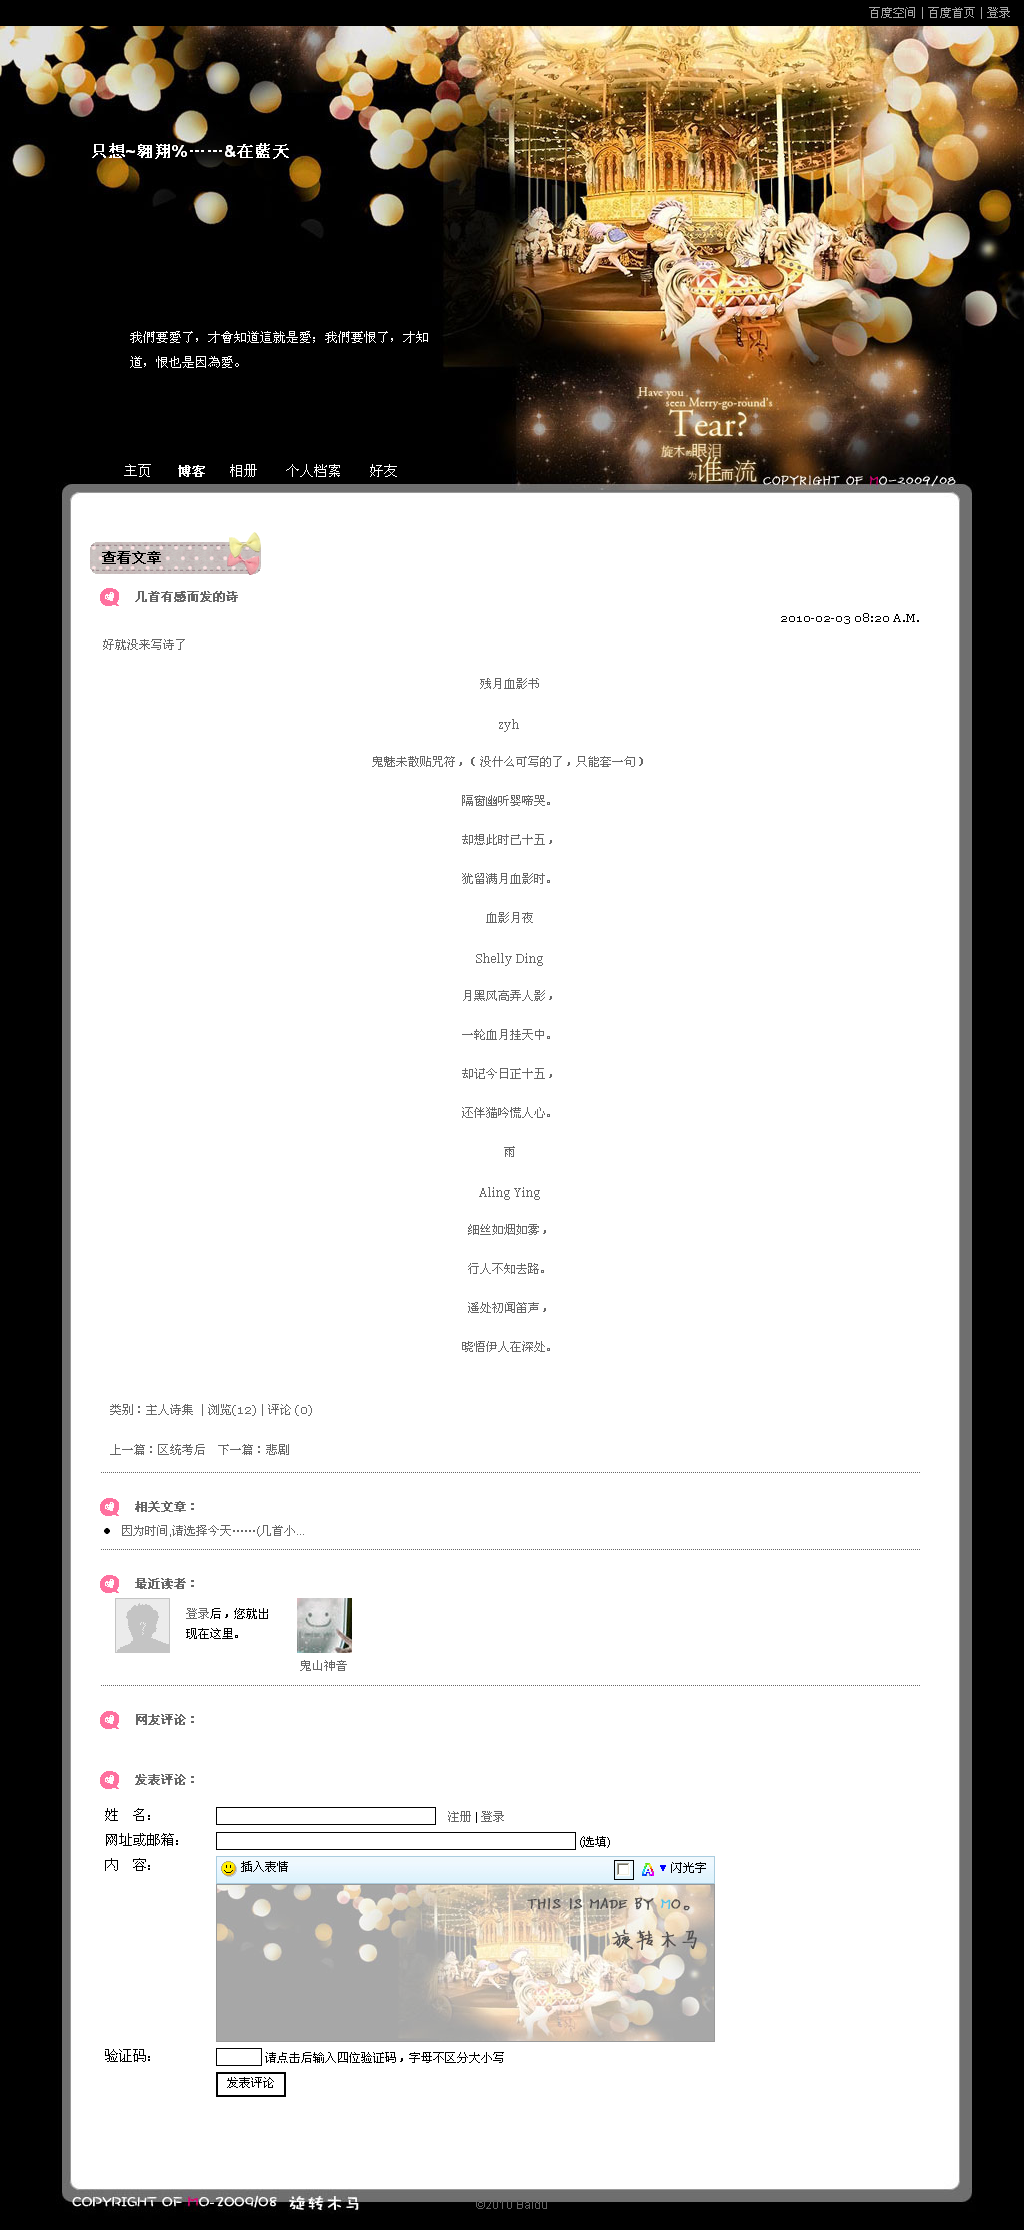 百度空间 | 百度首页 | 登录
只想~翱翔%……&在藍天
我們要愛了，才會知道這就是愛；我們要恨了，才知
道，恨也是因為愛。
Have you
seen Merry-go-round's
Tear?
旋木的眼泪
为谁而流
COPYRIGHT OF MO-2009/08
主页 博客 相册 个人档案 好友
查看文章
几首有感而发的诗
2010-02-03 08:20 A.M.
好就没来写诗了
残月血影书
zyh
鬼魅未散贴咒符，（没什么可写的了，只能套一句）
隔窗幽听婴啼哭。
却想此时已十五，
犹留满月血影时。
血影月夜
Shelly Ding
月黑风高弄人影，
一轮血月挂天中。
却记今日正十五，
还伴猫吟慌人心。
雨
Aling Ying
细丝如烟如雾，
行人不知去路。
遥处初闻笛声，
晓悟伊人在深处。
类别：主人诗集 | 浏览(12) | 评论 (0)
上一篇：区统考后 下一篇：悲剧
相关文章：
● 因为时间,请选择今天……(几首小...
最近读者：
登录后，您就出
现在这里。
鬼山神音
网友评论：
发表评论：
姓 名： 注册 | 登录
网址或邮箱： (选填)
内 容： 插入表情 A ▼ 闪光字
THIS IS MADE BY MO。
旋转木马
验证码： 请点击后输入四位验证码，字母不区分大小写
发表评论
COPYRIGHT OF MO-2009/08 旋转木马
©2010 Baidu